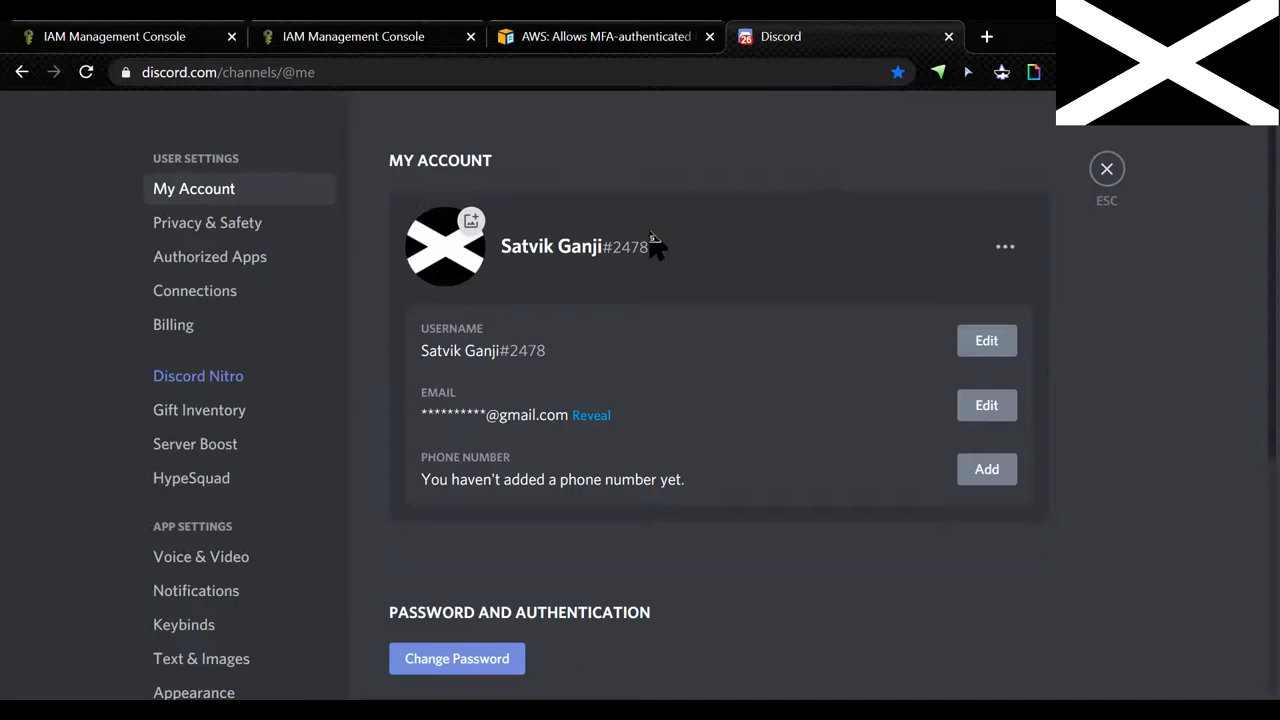 IAM Management Console
IAM Management Console
AWS: Allows MFA-authenticated
26
Discord
discord.com/channels/@me
USER SETTINGS
My Account
Privacy & Safety
Authorized Apps
Connections
Billing
Discord Nitro
Gift Inventory
Server Boost
HypeSquad
APP SETTINGS
Voice & Video
Notifications
Keybinds
Text & Images
Appearance
MY ACCOUNT
Satvik Ganji#2478
USERNAME
Satvik Ganji#2478
Edit
EMAIL
**********@gmail.com Reveal
Edit
PHONE NUMBER
You haven't added a phone number yet.
Add
PASSWORD AND AUTHENTICATION
Change Password
ESC